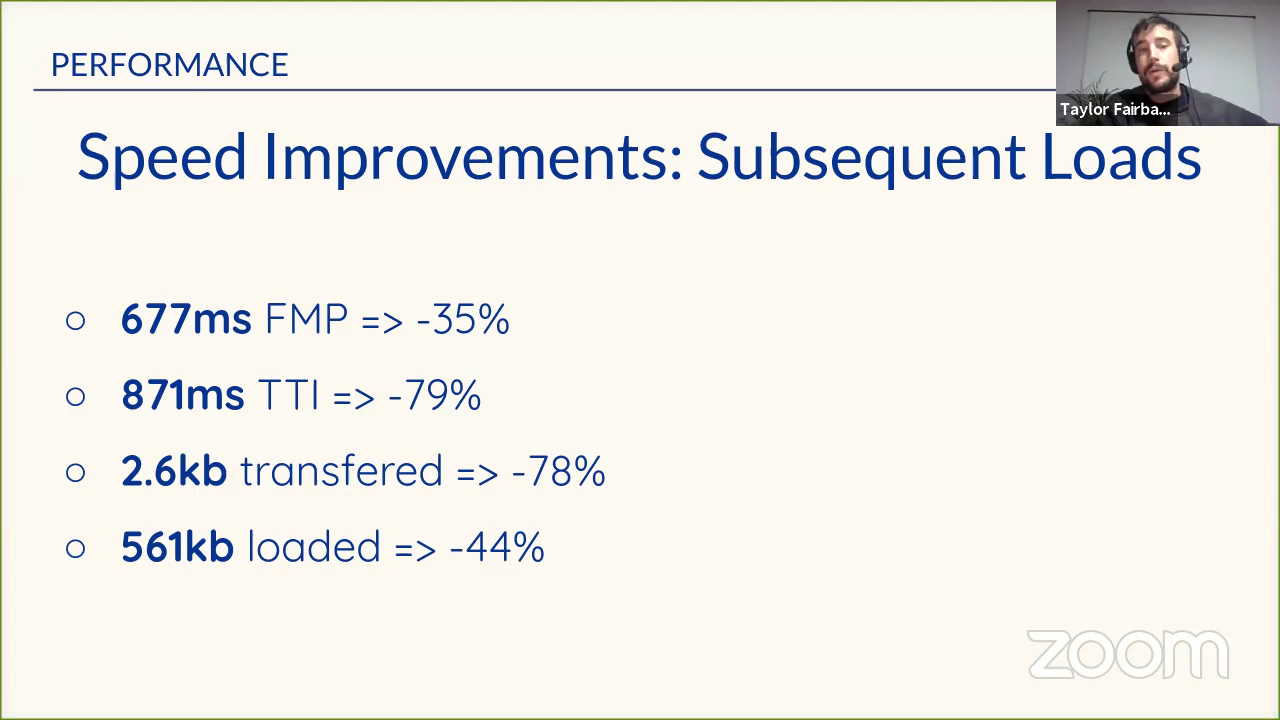 PERFORMANCE
Taylor Fairba...
Speed Improvements: Subsequent Loads
677ms FMP => -35%
871ms TTI => -79%
2.6kb transfered => -78%
561kb loaded => -44%
zoom